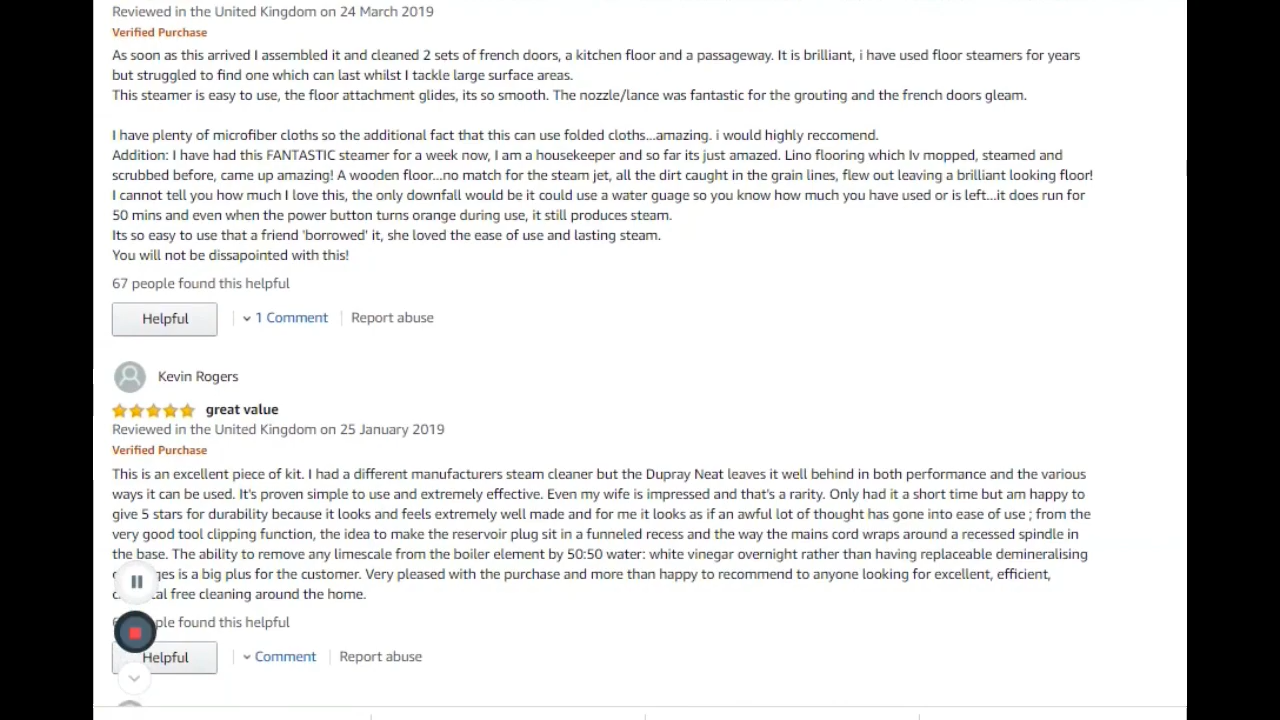 Reviewed in the United Kingdom on 24 March 2019
Verified Purchase
As soon as this arrived I assembled it and cleaned 2 sets of french doors, a kitchen floor and a passageway. It is brilliant, i have used floor steamers for years
but struggled to find one which can last whilst I tackle large surface areas.
This steamer is easy to use, the floor attachment glides, its so smooth. The nozzle/lance was fantastic for the grouting and the french doors gleam.
I have plenty of microfiber cloths so the additional fact that this can use folded cloths...amazing. i would highly reccomend.
Addition: I have had this FANTASTIC steamer for a week now, I am a housekeeper and so far its just amazed. Lino flooring which Iv mopped, steamed and
scrubbed before, came up amazing! A wooden floor...no match for the steam jet, all the dirt caught in the grain lines, flew out leaving a brilliant looking floor!
I cannot tell you how much I love this, the only downfall would be it could use a water guage so you know how much you have used or is left...it does run for
50 mins and even when the power button turns orange during use, it still produces steam.
Its so easy to use that a friend 'borrowed' it, she loved the ease of use and lasting steam.
You will not be dissapointed with this!
67 people found this helpful
Helpful
1 Comment
Report abuse
Kevin Rogers
great value
Reviewed in the United Kingdom on 25 January 2019
Verified Purchase
This is an excellent piece of kit. I had a different manufacturers steam cleaner but the Dupray Neat leaves it well behind in both performance and the various
ways it can be used. It's proven simple to use and extremely effective. Even my wife is impressed and that's a rarity. Only had it a short time but am happy to
give 5 stars for durability because it looks and feels extremely well made and for me it looks as if an awful lot of thought has gone into ease of use ; from the
very good tool clipping function, the idea to make the reservoir plug sit in a funneled recess and the way the mains cord wraps around a recessed spindle in
the base. The ability to remove any limescale from the boiler element by 50:50 water: white vinegar overnight rather than having replaceable demineralising
is a big plus for the customer. Very pleased with the purchase and more than happy to recommend to anyone looking for excellent, efficient,
free cleaning around the home.
found this helpful
Helpful
Comment
Report abuse